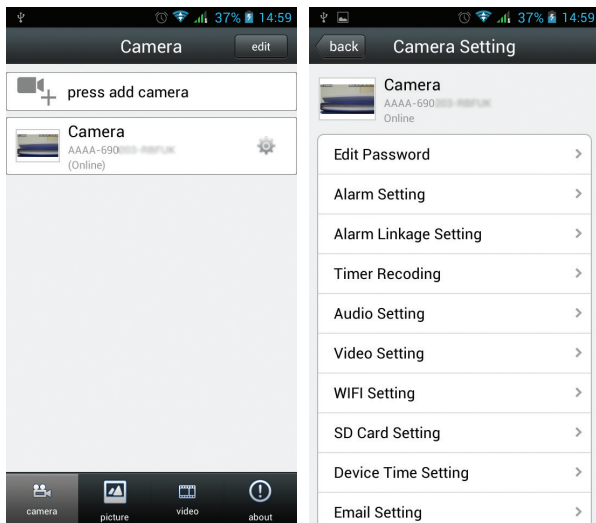 37% 14:59
Camera edit
press add camera
Camera
AAAA-690
(Online)
camera picture video about
37% 14:59
back Camera Setting
Camera
AAAA-690
Online
Edit Password
Alarm Setting
Alarm Linkage Setting
Timer Recoding
Audio Setting
Video Setting
WIFI Setting
SD Card Setting
Device Time Setting
Email Setting